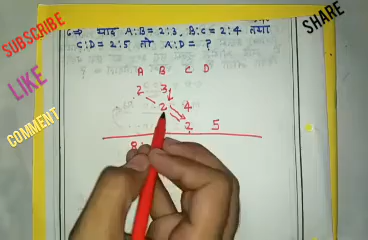 SUBSCRIBE
LIKE
COMMENT
SHARE
6⇒ यदि A:B = 2:3, B:C = 2:4 तथा
C:D = 2:5 तो A:D = ?
A B C D
2 3
2 4
2 5
8